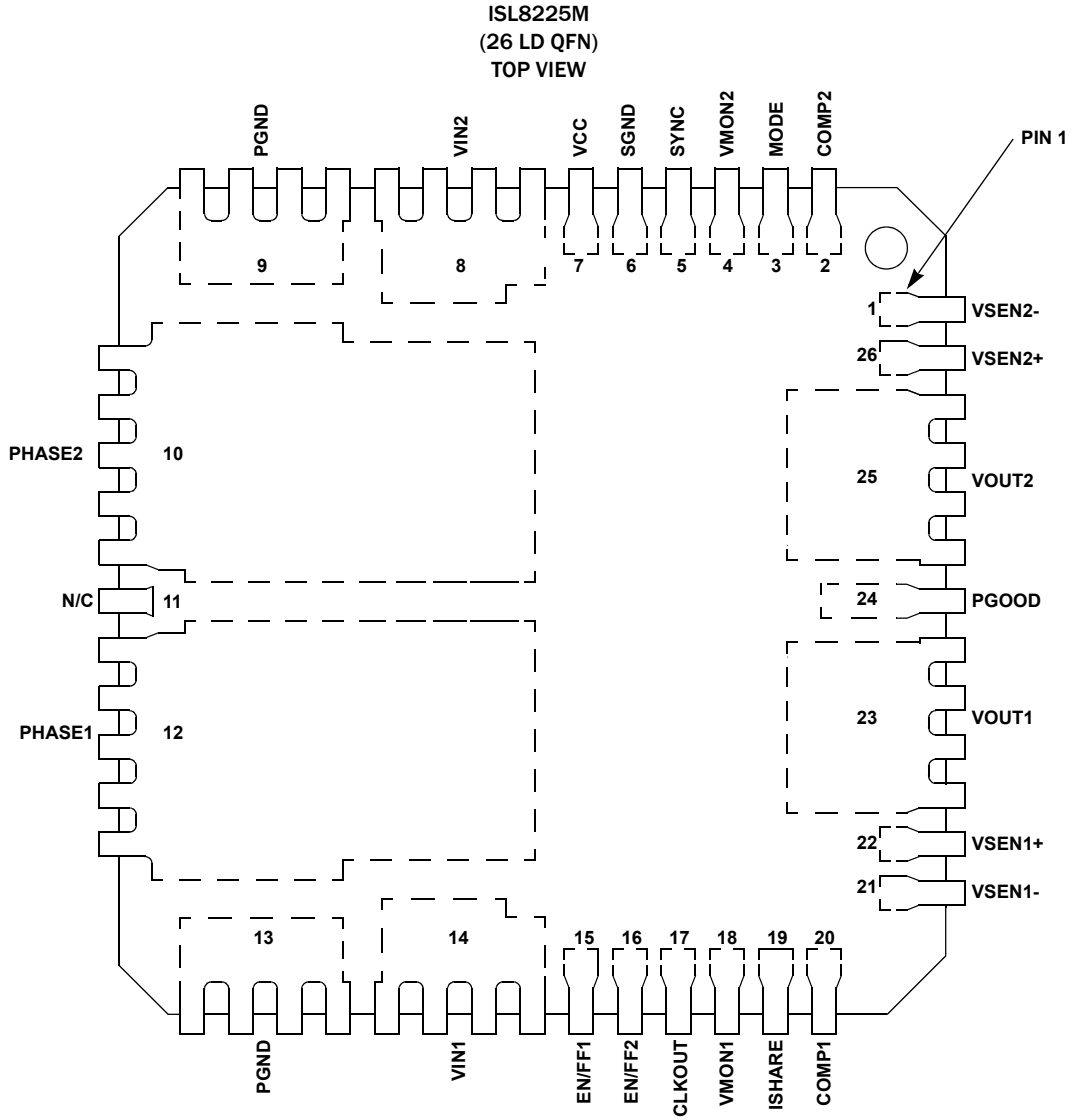 ISL8225M
(26 LD QFN)
TOP VIEW
PGND
VIN2
VCC
SGND
SYNC
VMON2
MODE
COMP2
PIN 1
9
8
7
6
5
4
3
2
1
VSEN2-
26
VSEN2+
PHASE2
10
25
VOUT2
N/C
11
24
PGOOD
PHASE1
12
23
VOUT1
22
VSEN1+
21
VSEN1-
13
14
15
16
17
18
19
20
PGND
VIN1
EN/FF1
EN/FF2
CLKOUT
VMON1
ISHARE
COMP1